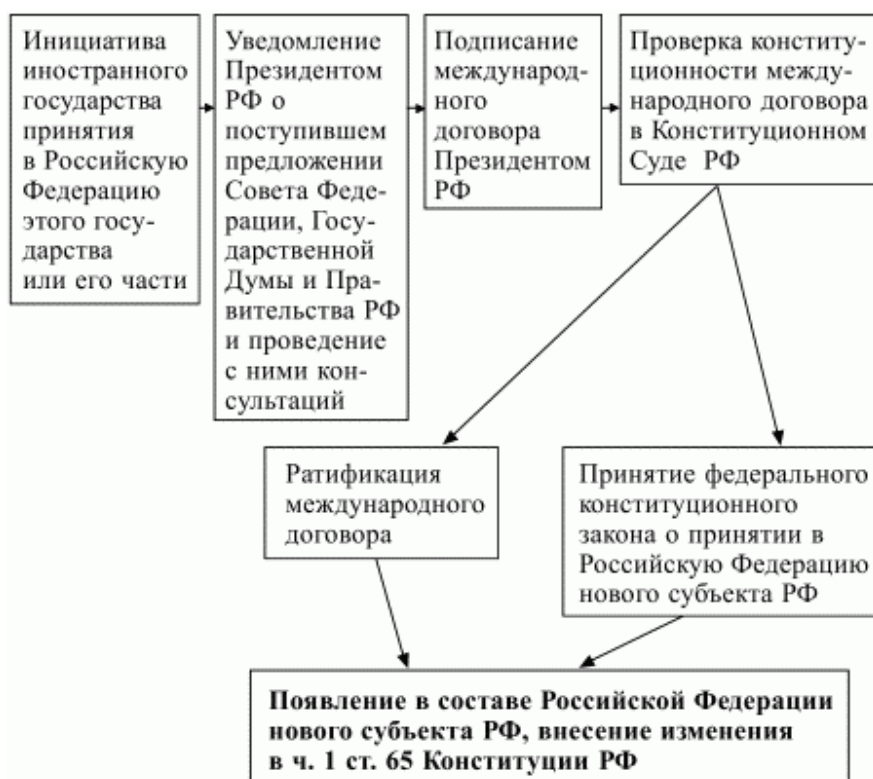 Инициатива
иностранного
государства
принятия
в Российскую
Федерацию
этого госу-
дарства
или его части
Уведомление
Президентом
РФ о
поступившем
предложении
Совета Феде-
рации, Госу-
дарственной
Думы и Пра-
вительства РФ
и проведение
с ними кон-
сультаций
Подписание
международ-
ного
договора
Президентом
РФ
Проверка конститу-
ционности между-
народного договора
в Конституционном
Суде РФ
Ратификация
международного
договора
Принятие федерального
конституционного
закона о принятии в
Российскую Федерацию
нового субъекта РФ
Появление в составе Российской Федерации
нового субъекта РФ, внесение изменения
в ч. 1 ст. 65 Конституции РФ